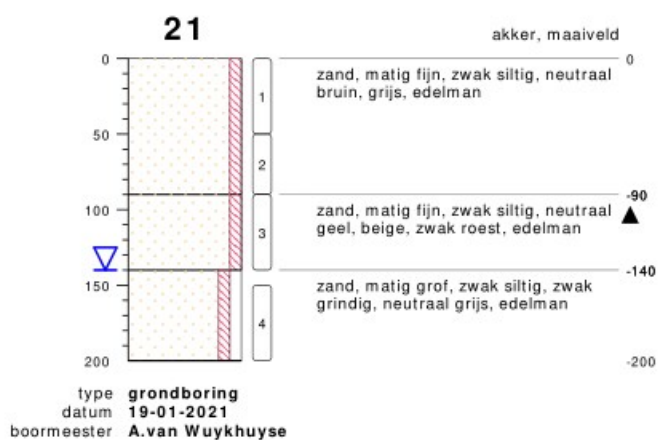 21
akker, maaiveld
0
0
zand, matig fijn, zwak siltig, neutraal
bruin, grijs, edelman
1
50
2
-90
100
zand, matig fijn, zwak siltig, neutraal
geel, beige, zwak roest, edelman
3
-140
150
zand, matig grof, zwak siltig, zwak
grindig, neutraal grijs, edelman
4
200
-200
type grondboring
datum 19-01-2021
boormeester A.van Wuykhuyse